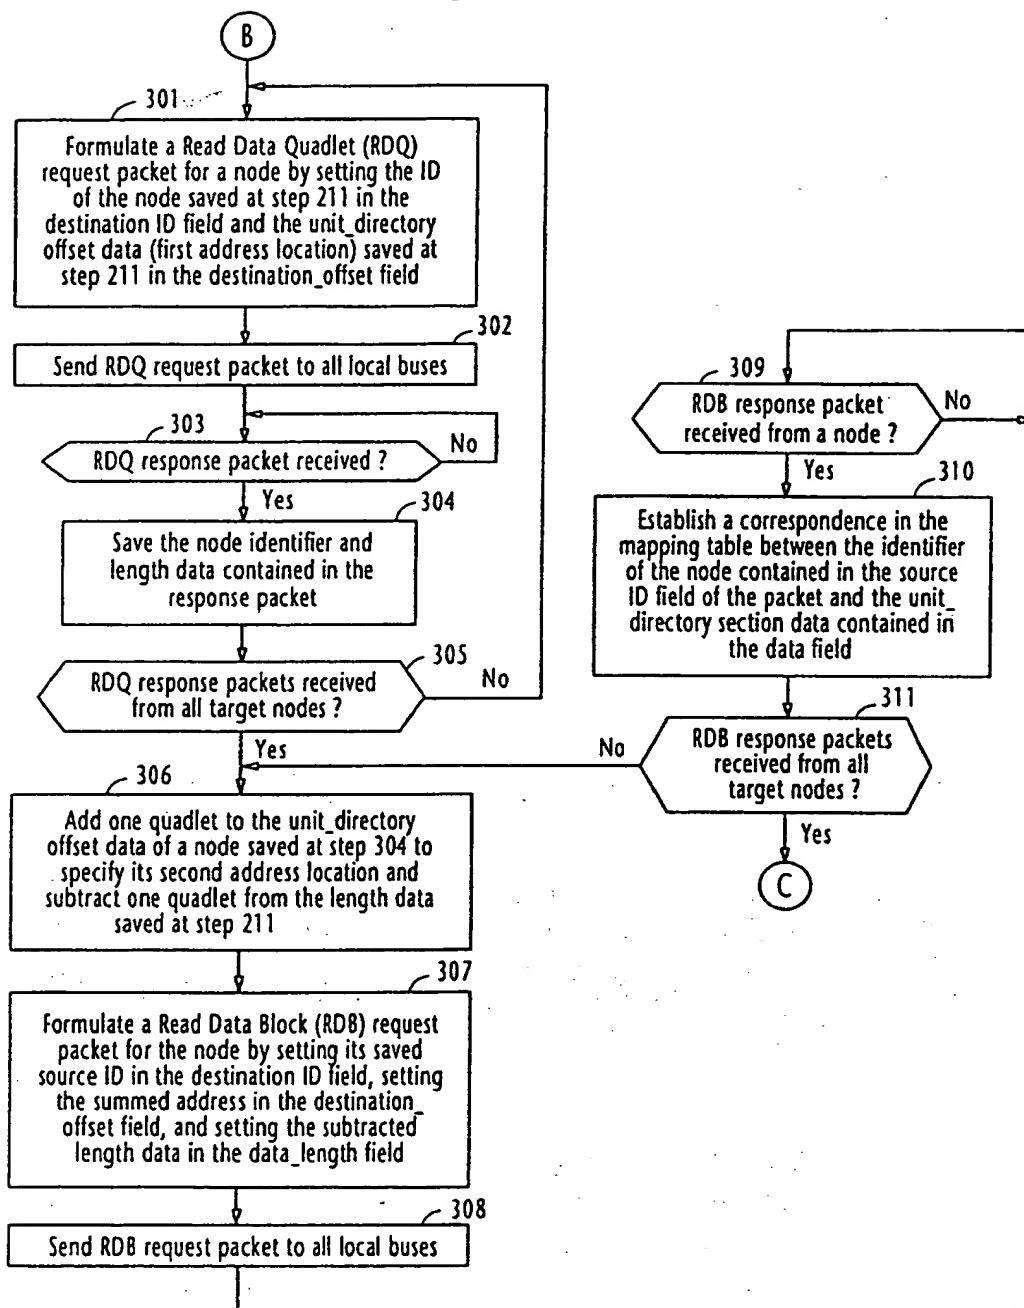 B
301
Formulate a Read Data Quadlet (RDQ)
request packet for a node by setting the ID
of the node saved at step 211 in the
destination ID field and the unit_directory
offset data (first address location) saved at
step 211 in the destination_offset field
302
Send RDQ request packet to all local buses
303
RDQ response packet received ?
No
Yes
304
Save the node identifier and
length data contained in the
response packet
305
RDQ response packets received
from all target nodes ?
No
Yes
306
Add one quadlet to the unit_directory
offset data of a node saved at step 304 to
specify its second address location and
subtract one quadlet from the length data
saved at step 211
307
Formulate a Read Data Block (RDB) request
packet for the node by setting its saved
source ID in the destination ID field, setting
the summed address in the destination_
offset field, and setting the subtracted
length data in the data_length field
308
Send RDB request packet to all local buses
309
RDB response packet
received from a node ?
No
Yes
310
Establish a correspondence in the
mapping table between the identifier
of the node contained in the source
ID field of the packet and the unit_
directory section data contained in
the data field
311
RDB response packets
received from all
target nodes ?
No
Yes
C